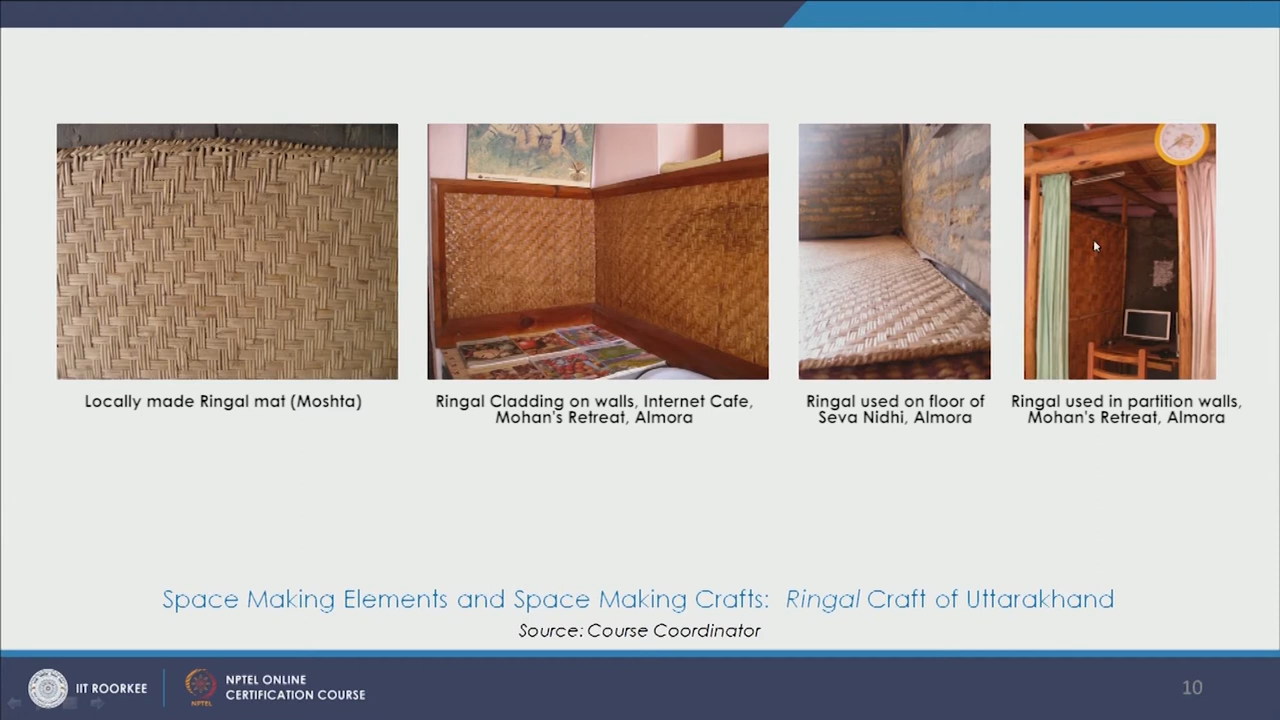 Locally made Ringal mat (Moshta)
Ringal Cladding on walls, Internet Cafe,
Mohan's Retreat, Almora
Ringal used on floor of
Seva Nidhi, Almora
Ringal used in partition walls,
Mohan's Retreat, Almora
Space Making Elements and Space Making Crafts: Ringal Craft of Uttarakhand
Source: Course Coordinator
IIT ROORKEE
NPTEL
NPTEL ONLINE
CERTIFICATION COURSE
10